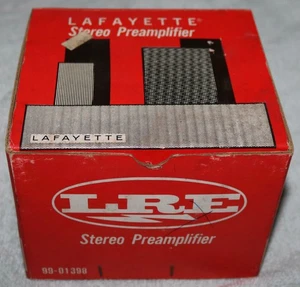 LAFAYETTE®
Stereo Preamplifier
LAFAYETTE
LRE
Stereo Preamplifier
99-01398